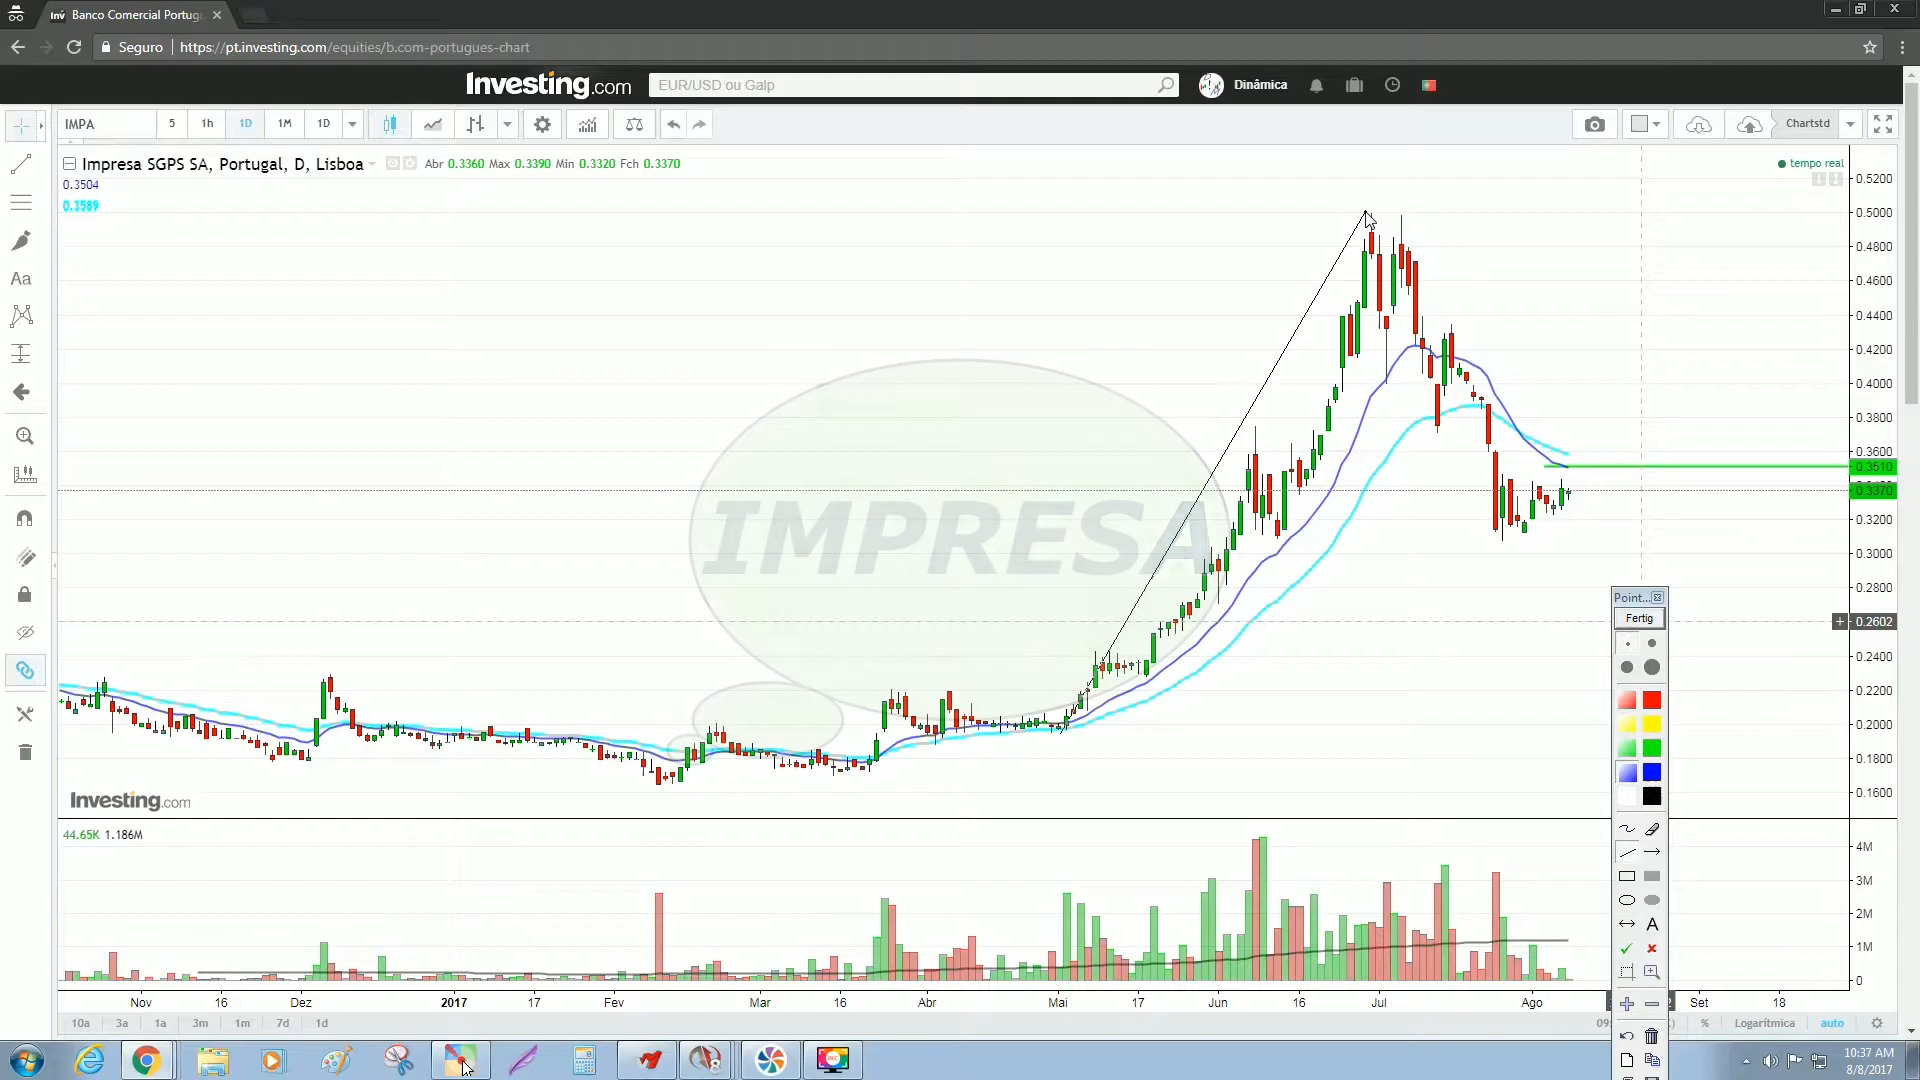 Banco Comercial Portug
Seguro
https://pt.investing.com/equities/b.com-portugues-chart
Investing.com
EUR/USD ou Galp
Dinâmica
IMPA
5
1h
1D
1M
1D
Chartstd
Impresa SGPS SA, Portugal, D, Lisboa
Abr 0.3360 Max 0.3390 Min 0.3320 Fch 0.3370
tempo real
0.3504
0.3589
0.5200
0.5000
0.4800
0.4600
0.4400
0.4200
0.4000
0.3800
0.3600
0.3510
0.3370
0.3200
0.3000
0.2800
0.2602
0.2400
0.2200
0.2000
0.1800
0.1600
IMPRESA
Aa
Point...
Fertig
A
Investing.com
44.65K 1.186M
4M
3M
2M
1M
0
Nov 16 Dez 2017 17 Fev Mar 16 Abr Mai 17 Jun 16 Jul Ago Set 18
10a 3a 1a 3m 1m 7d 1d
% Logarítmica auto
10:37 AM
8/8/2017